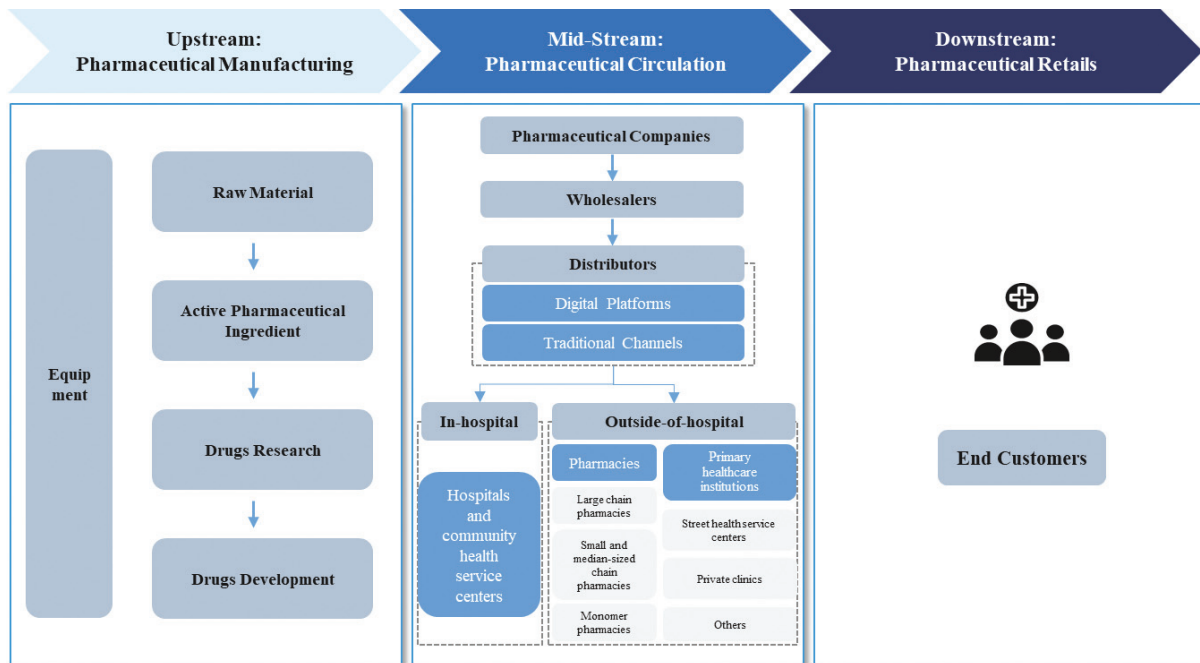 Upstream:
Pharmaceutical Manufacturing
Mid-Stream:
Pharmaceutical Circulation
Downstream:
Pharmaceutical Retails
Equip
ment
Raw Material
Active Pharmaceutical
Ingredient
Drugs Research
Drugs Development
Pharmaceutical Companies
Wholesalers
Distributors
Digital Platforms
Traditional Channels
In-hospital
Hospitals
and
community
health
service
centers
Outside-of-hospital
Pharmacies
Large chain
pharmacies
Small and
median-sized
chain
pharmacies
Monomer
pharmacies
Primary
healthcare
institutions
Street health service
centers
Private clinics
Others
End Customers